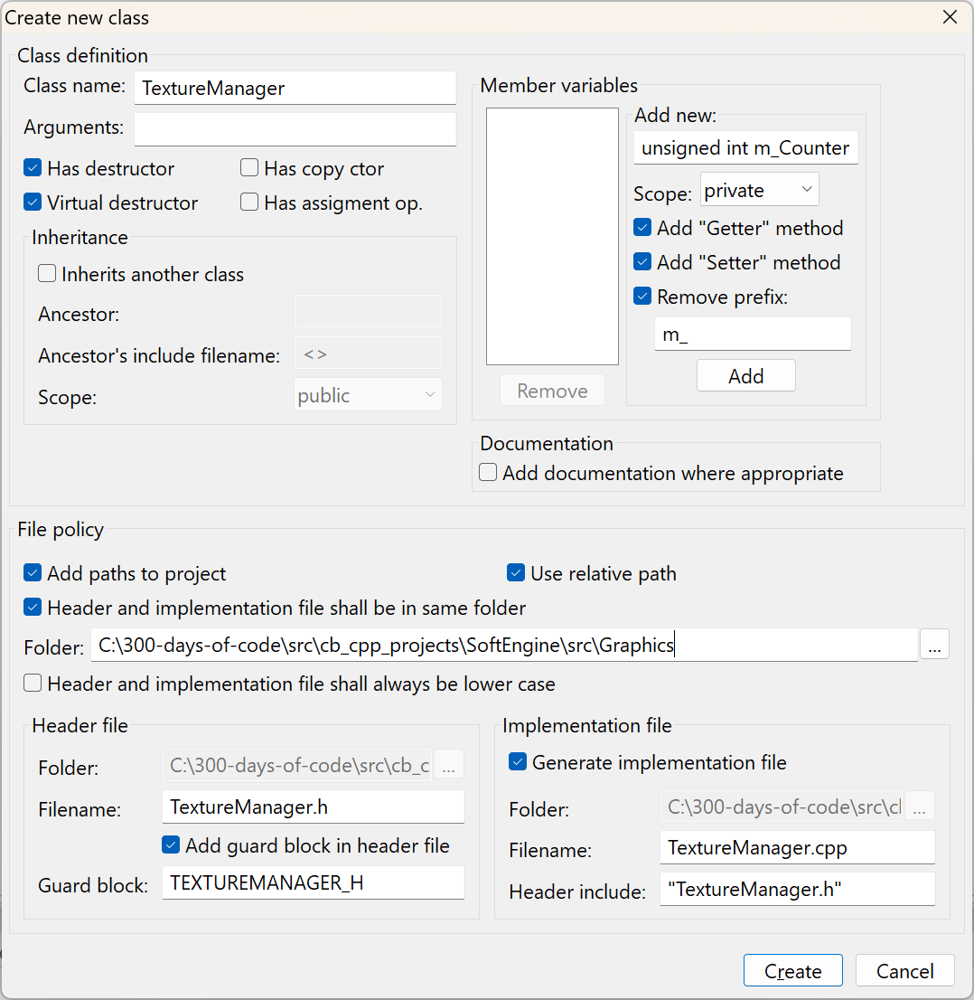 Create new class
Class definition
Class name: TextureManager
Arguments:
Has destructor
Has copy ctor
Virtual destructor
Has assigment op.
Inheritance
Inherits another class
Ancestor:
Ancestor's include filename: <>
Scope: public
Member variables
Add new:
unsigned int m_Counter
Scope: private
Add "Getter" method
Add "Setter" method
Remove prefix:
m_
Add
Remove
Documentation
Add documentation where appropriate
File policy
Add paths to project
Use relative path
Header and implementation file shall be in same folder
Folder: C:\300-days-of-code\src\cb_cpp_projects\SoftEngine\src\Graphics ...
Header and implementation file shall always be lower case
Header file
Folder: C:\300-days-of-code\src\cb_c ...
Filename: TextureManager.h
Add guard block in header file
Guard block: TEXTUREMANAGER_H
Implementation file
Generate implementation file
Folder: C:\300-days-of-code\src\cl ...
Filename: TextureManager.cpp
Header include: "TextureManager.h"
Create
Cancel